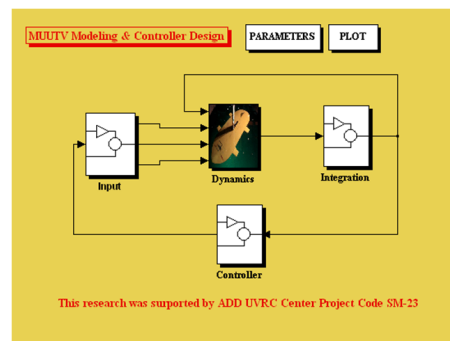 MUUTV Modeling & Controller Design
PARAMETERS
PLOT
Input
Dynamics
Integration
Controller
This research was surported by ADD UVRC Center Project Code SM-23